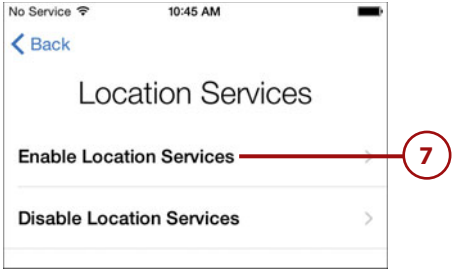 No Service 10:45 AM
Back
Location Services
Enable Location Services 7
Disable Location Services